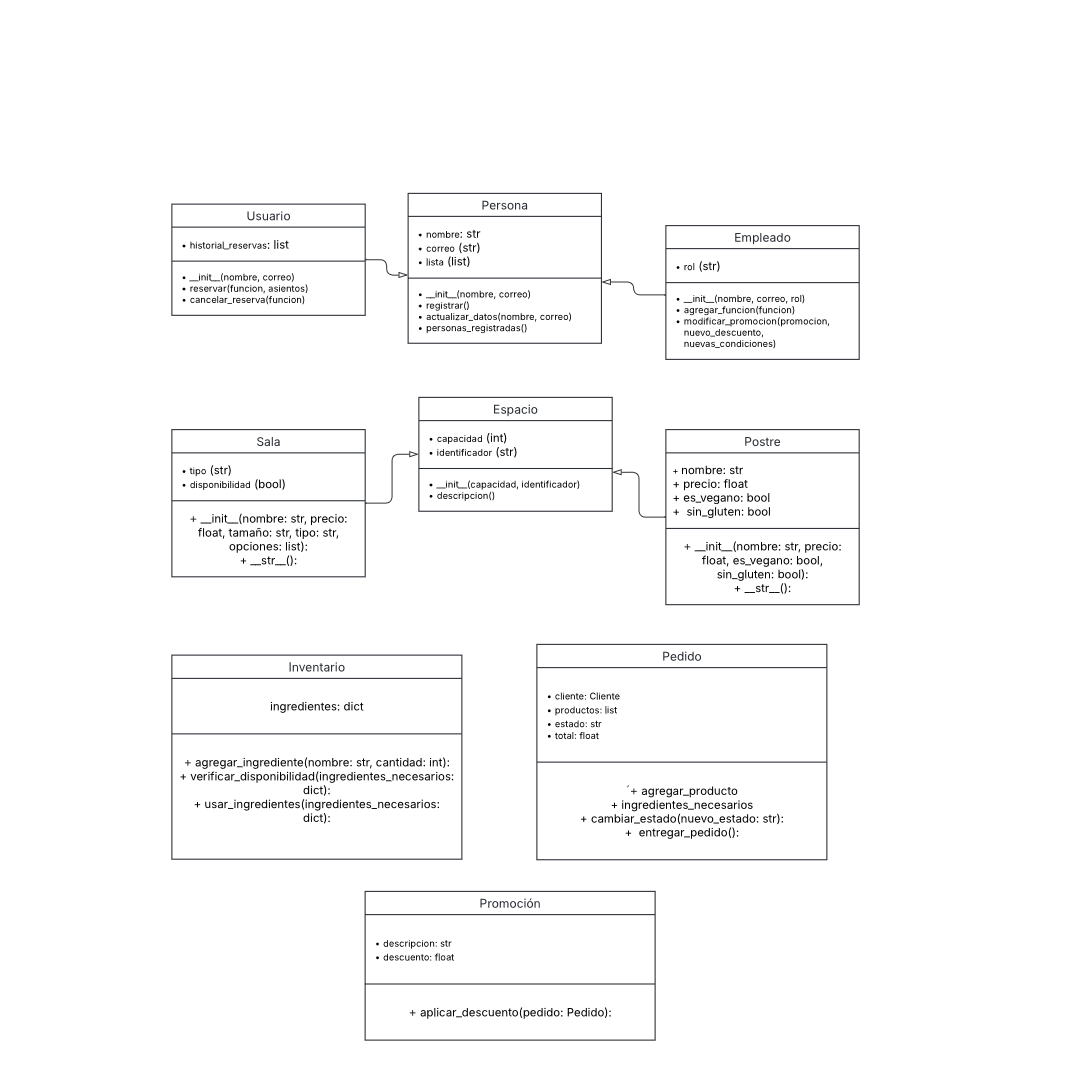 Usuario
• historial_reservas: list
• __init__(nombre, correo)
• reservar(funcion, asientos)
• cancelar_reserva(funcion)
Persona
• nombre: str
• correo (str)
• lista (list)
• __init__(nombre, correo)
• registrar()
• actualizar_datos(nombre, correo)
• personas_registradas()
Empleado
• rol (str)
• __init__(nombre, correo, rol)
• agregar_funcion(funcion)
• modificar_promocion(promocion,
nuevo_descuento,
nuevas_condiciones)
Sala
• tipo (str)
• disponibilidad (bool)
+ __init__(nombre: str, precio:
float, tamaño: str, tipo: str,
opciones: list):
+ __str__():
Espacio
• capacidad (int)
• identificador (str)
• __init__(capacidad, identificador)
• descripcion()
Postre
+ nombre: str
+ precio: float
+ es_vegano: bool
+ sin_gluten: bool
+ __init__(nombre: str, precio:
float, es_vegano: bool,
sin_gluten: bool):
+ __str__():
Inventario
ingredientes: dict
+ agregar_ingrediente(nombre: str, cantidad: int):
+ verificar_disponibilidad(ingredientes_necesarios:
dict):
+ usar_ingredientes(ingredientes_necesarios:
dict):
Pedido
• cliente: Cliente
• productos: list
• estado: str
• total: float
´+ agregar_producto
+ ingredientes_necesarios
+ cambiar_estado(nuevo_estado: str):
+ entregar_pedido():
Promoción
• descripcion: str
• descuento: float
+ aplicar_descuento(pedido: Pedido):